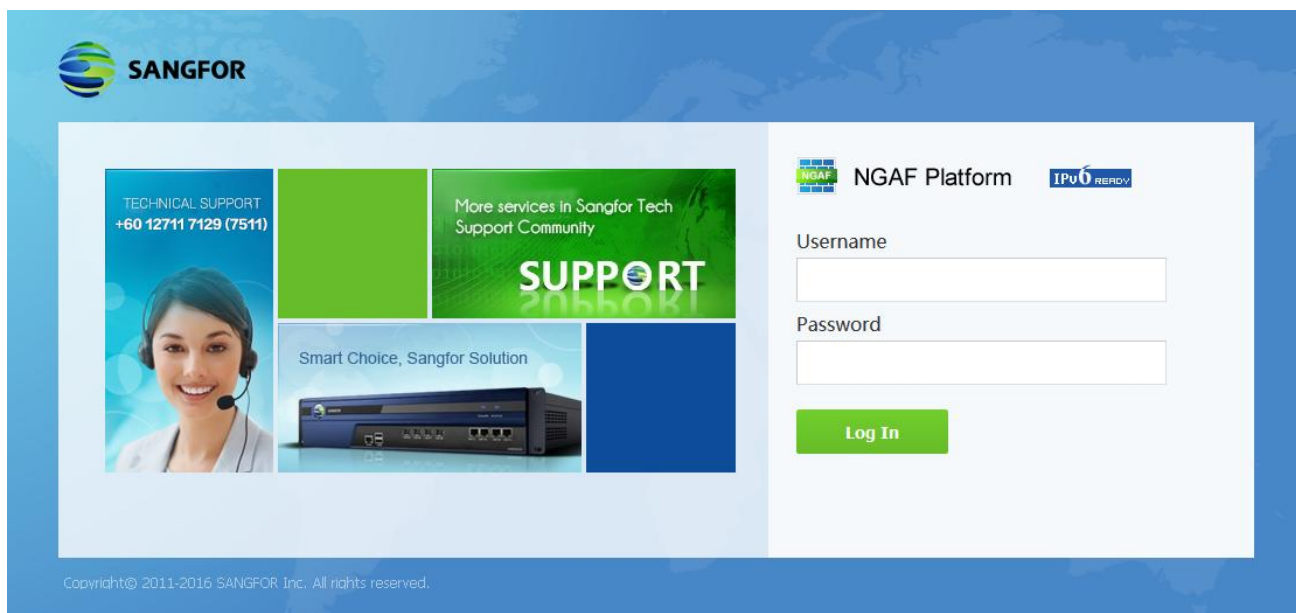 SANGFOR
TECHNICAL SUPPORT
+60 12711 7129 (7511)
More services in Sangfor Tech
Support Community
SUPPORT
Smart Choice, Sangfor Solution
NGAF
NGAF Platform
IPv6 READY
Username
Password
Log In
Copyright© 2011-2016 SANGFOR Inc. All rights reserved.